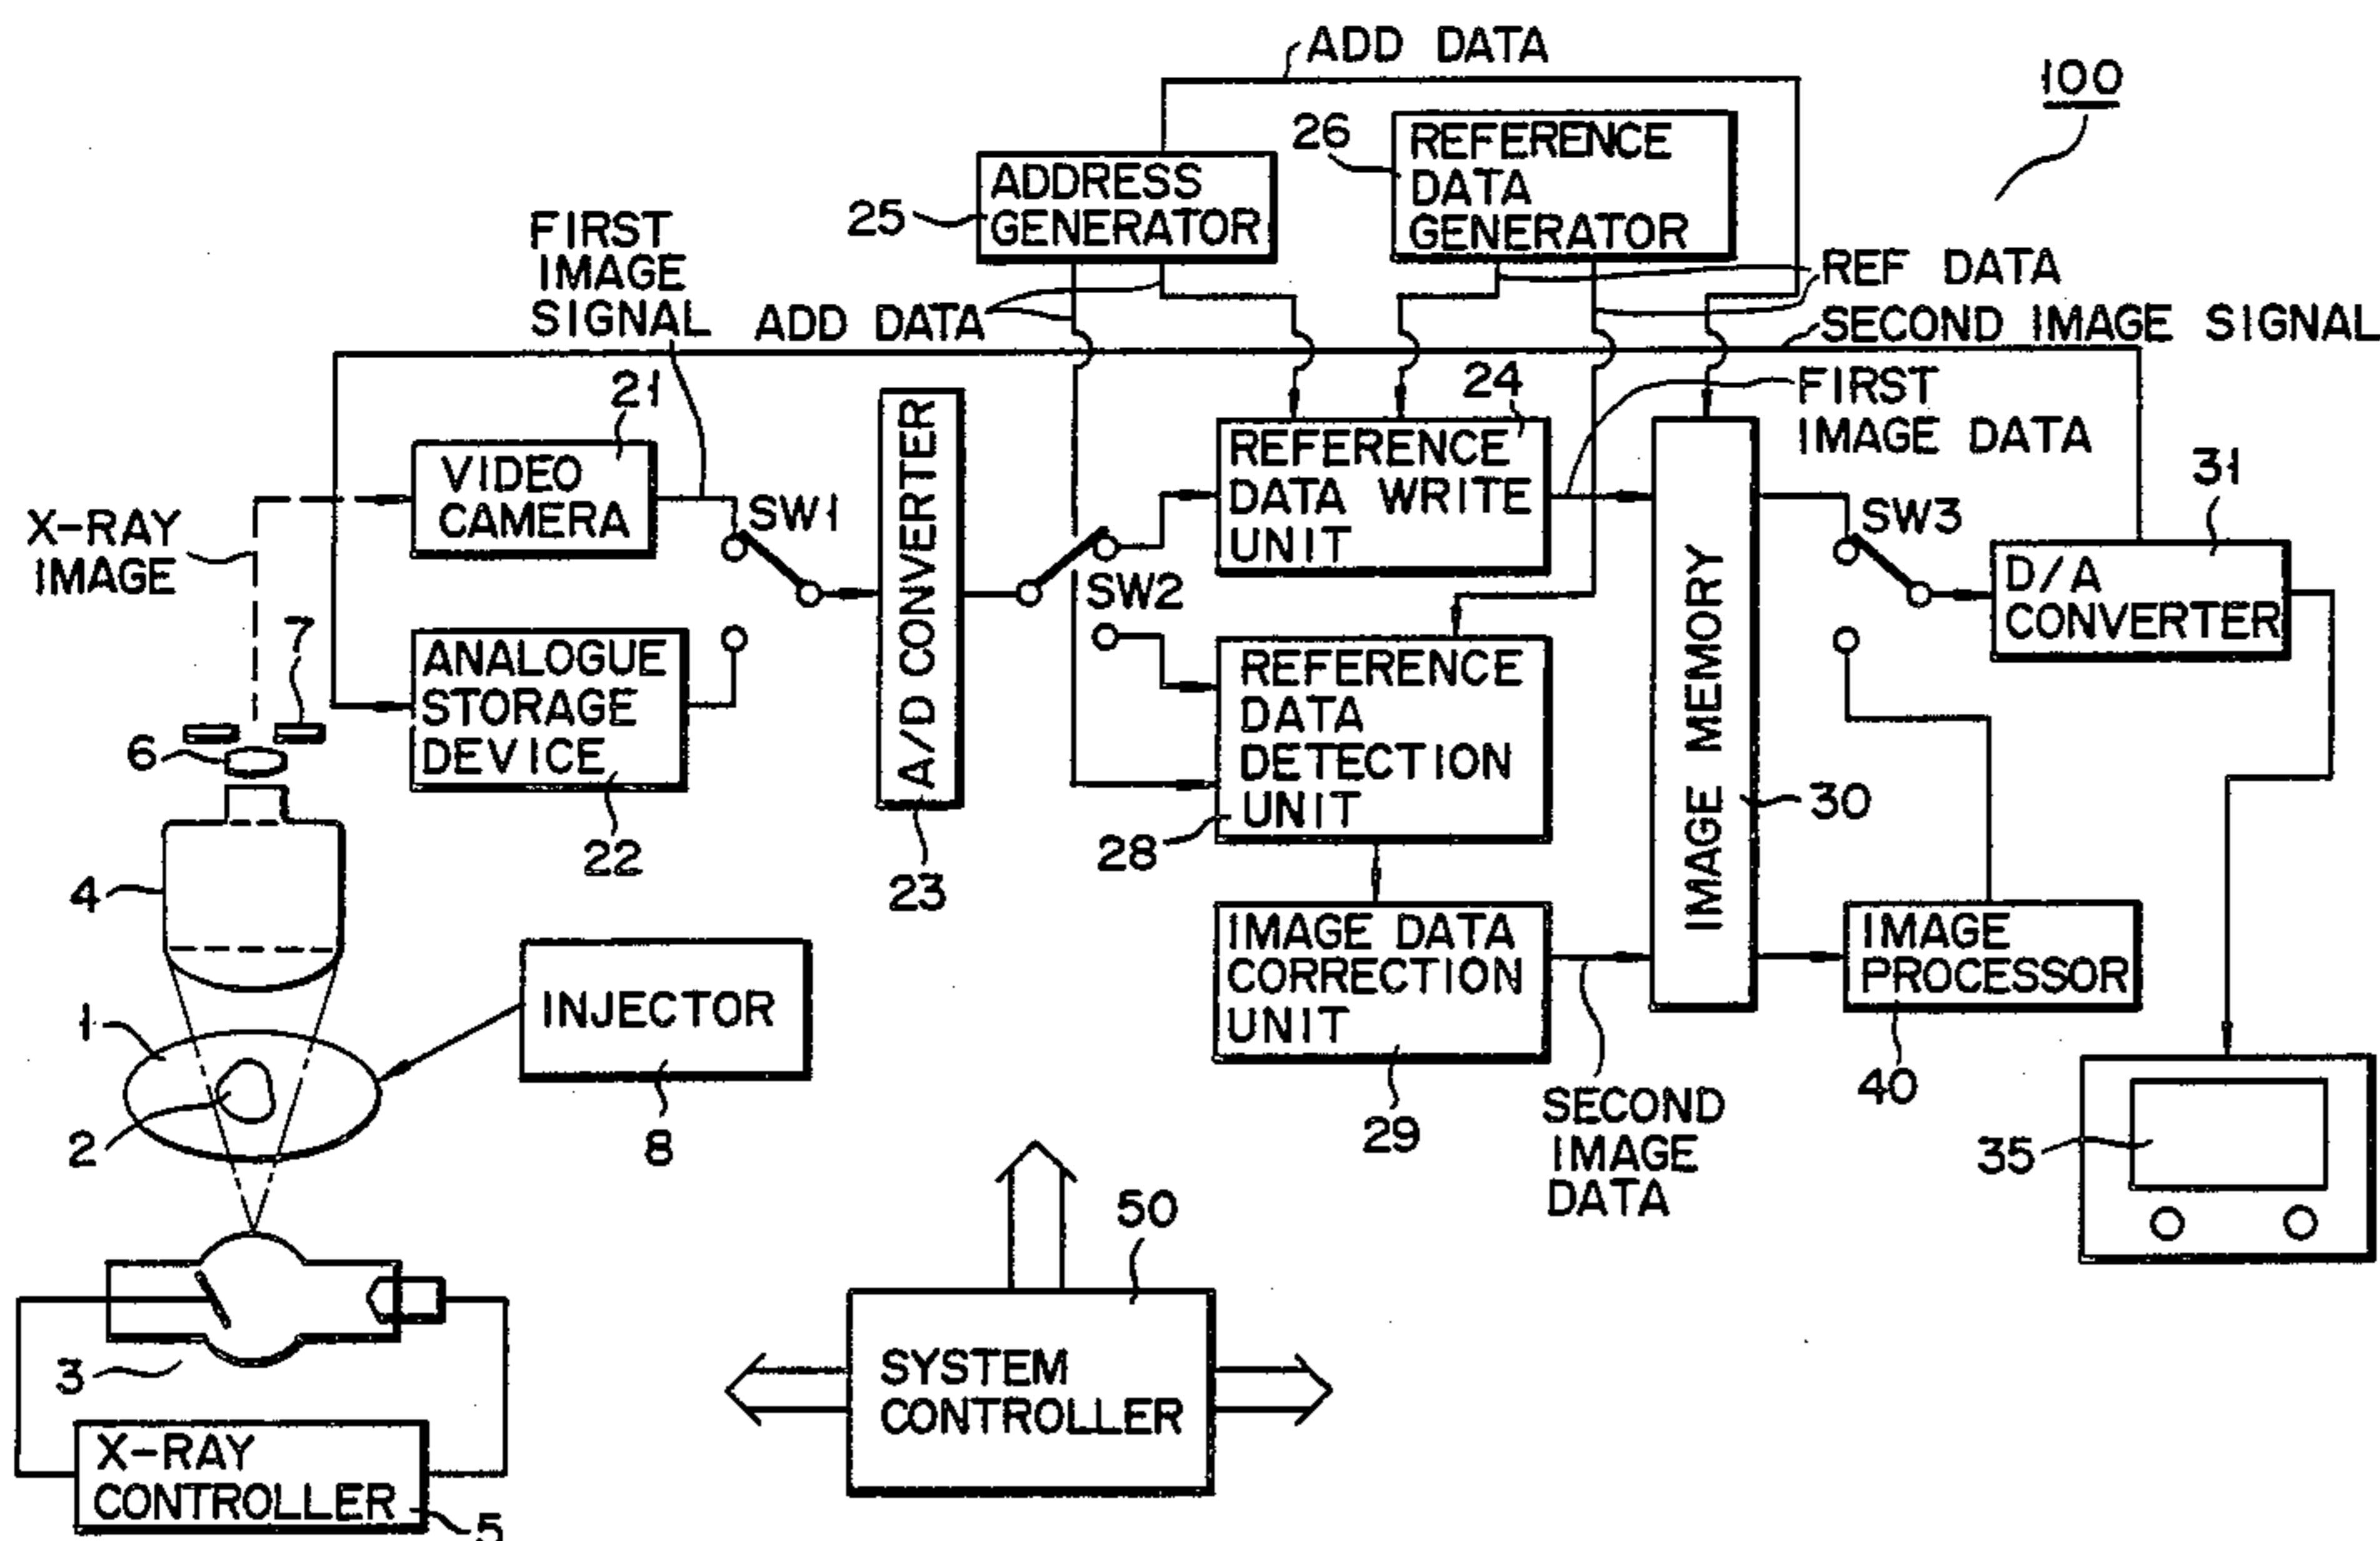 ADD DATA
100
26
REFERENCE
DATA
GENERATOR
25
ADDRESS
GENERATOR
FIRST
IMAGE
SIGNAL
ADD DATA
REF DATA
SECOND IMAGE SIGNAL
21
VIDEO
CAMERA
SW1
A/D CONVERTER
23
SW2
24
REFERENCE
DATA WRITE
UNIT
FIRST
IMAGE DATA
SW3
31
D/A
CONVERTER
X-RAY
IMAGE
7
6
ANALOGUE
STORAGE
DEVICE
22
REFERENCE
DATA
DETECTION
UNIT
28
IMAGE MEMORY
30
4
1
2
INJECTOR
8
IMAGE DATA
CORRECTION
UNIT
29
SECOND
IMAGE
DATA
IMAGE
PROCESSOR
40
35
3
X-RAY
CONTROLLER
5
50
SYSTEM
CONTROLLER